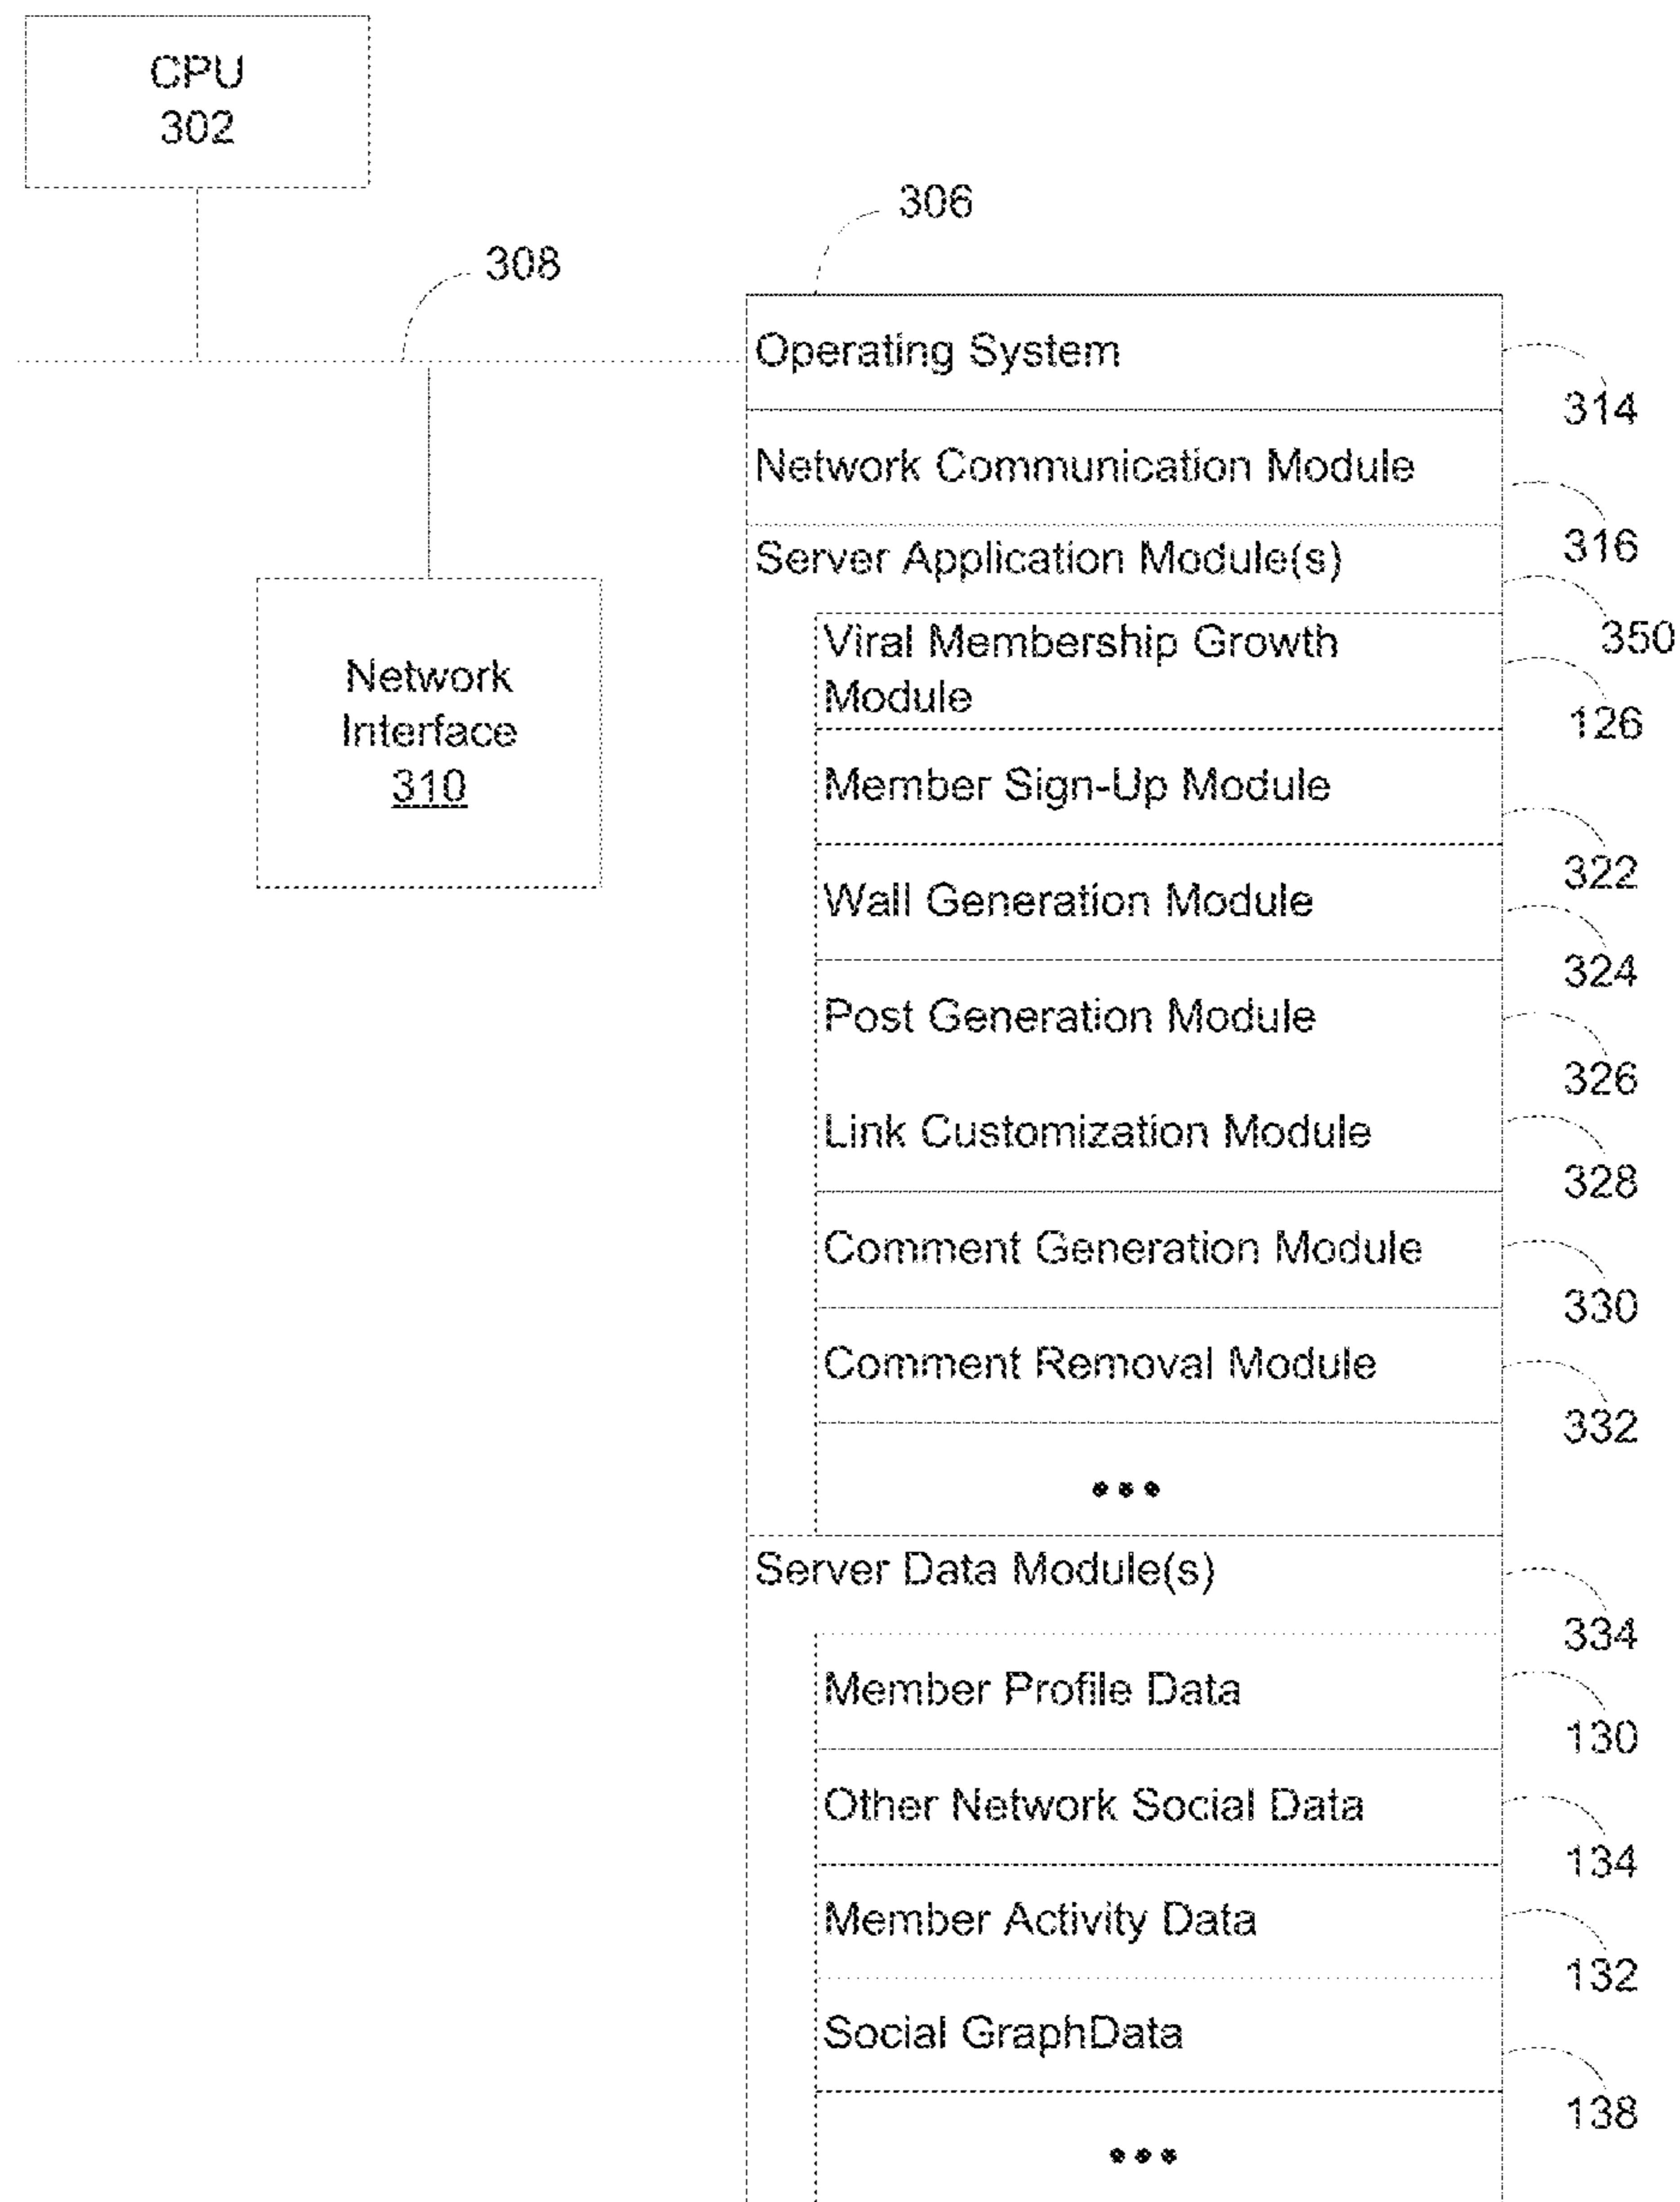 CPU
302
306
308
Operating System
314
Network Communication Module
316
Server Application Module(s)
350
Viral Membership Growth
Module
126
Network
Interface
310
Member Sign-Up Module
322
Wall Generation Module
324
Post Generation Module
326
Link Customization Module
328
Comment Generation Module
330
Comment Removal Module
332
•••
Server Data Module(s)
334
Member Profile Data
130
Other Network Social Data
134
Member Activity Data
132
Social GraphData
138
•••